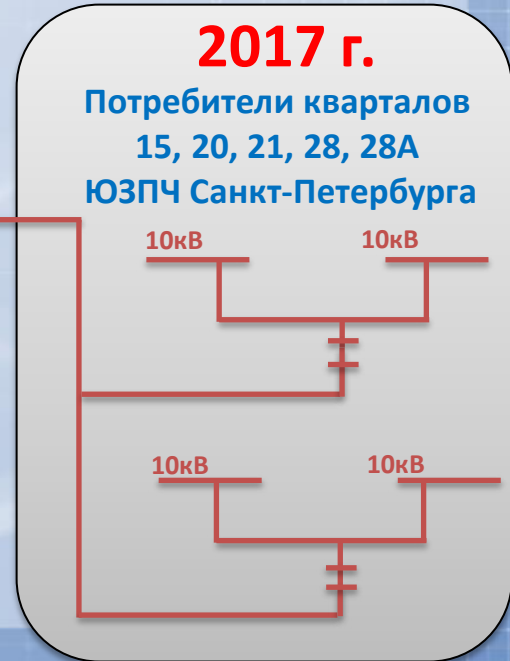 2017 г.
Потребители кварталов
15, 20, 21, 28, 28А
ЮЗПЧ Санкт-Петербурга
10кВ
10кВ
10кВ
10кВ